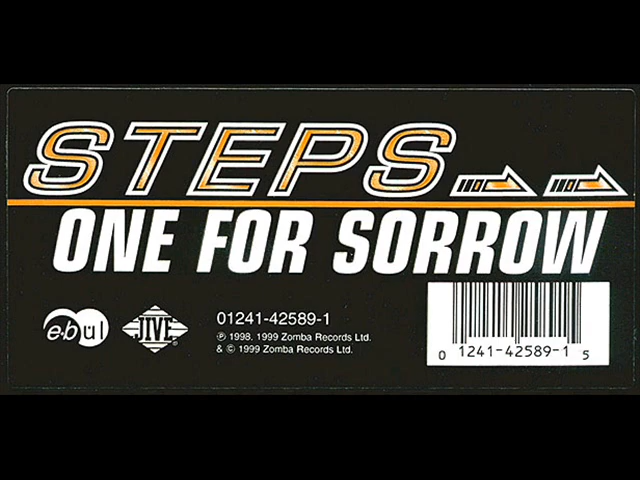 STEPS
ONE FOR SORROW
e.bül
JIVE®
01241-42589-1
℗ 1998, 1999 Zomba Records Ltd.
& © 1999 Zomba Records Ltd.
0 1241-42589-1 5